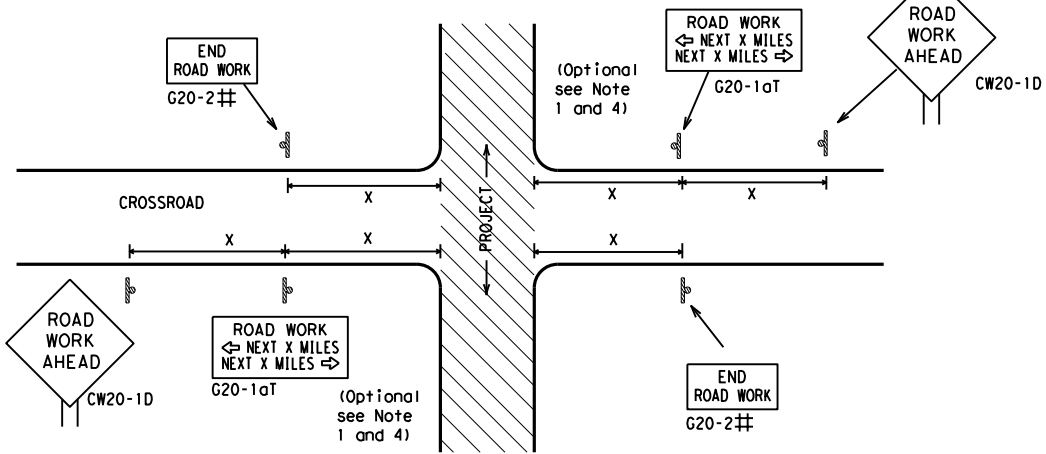 END
ROAD WORK
G20-2#
ROAD WORK
⇦ NEXT X MILES
NEXT X MILES ⇨
G20-1aT
(Optional
see Note
1 and 4)
ROAD
WORK
AHEAD
CW20-1D
X
X
X
CROSSROAD
PROJECT
X
X
X
ROAD
WORK
AHEAD
CW20-1D
ROAD WORK
⇦ NEXT X MILES
NEXT X MILES ⇨
G20-1aT
(Optional
see Note
1 and 4)
END
ROAD WORK
G20-2#